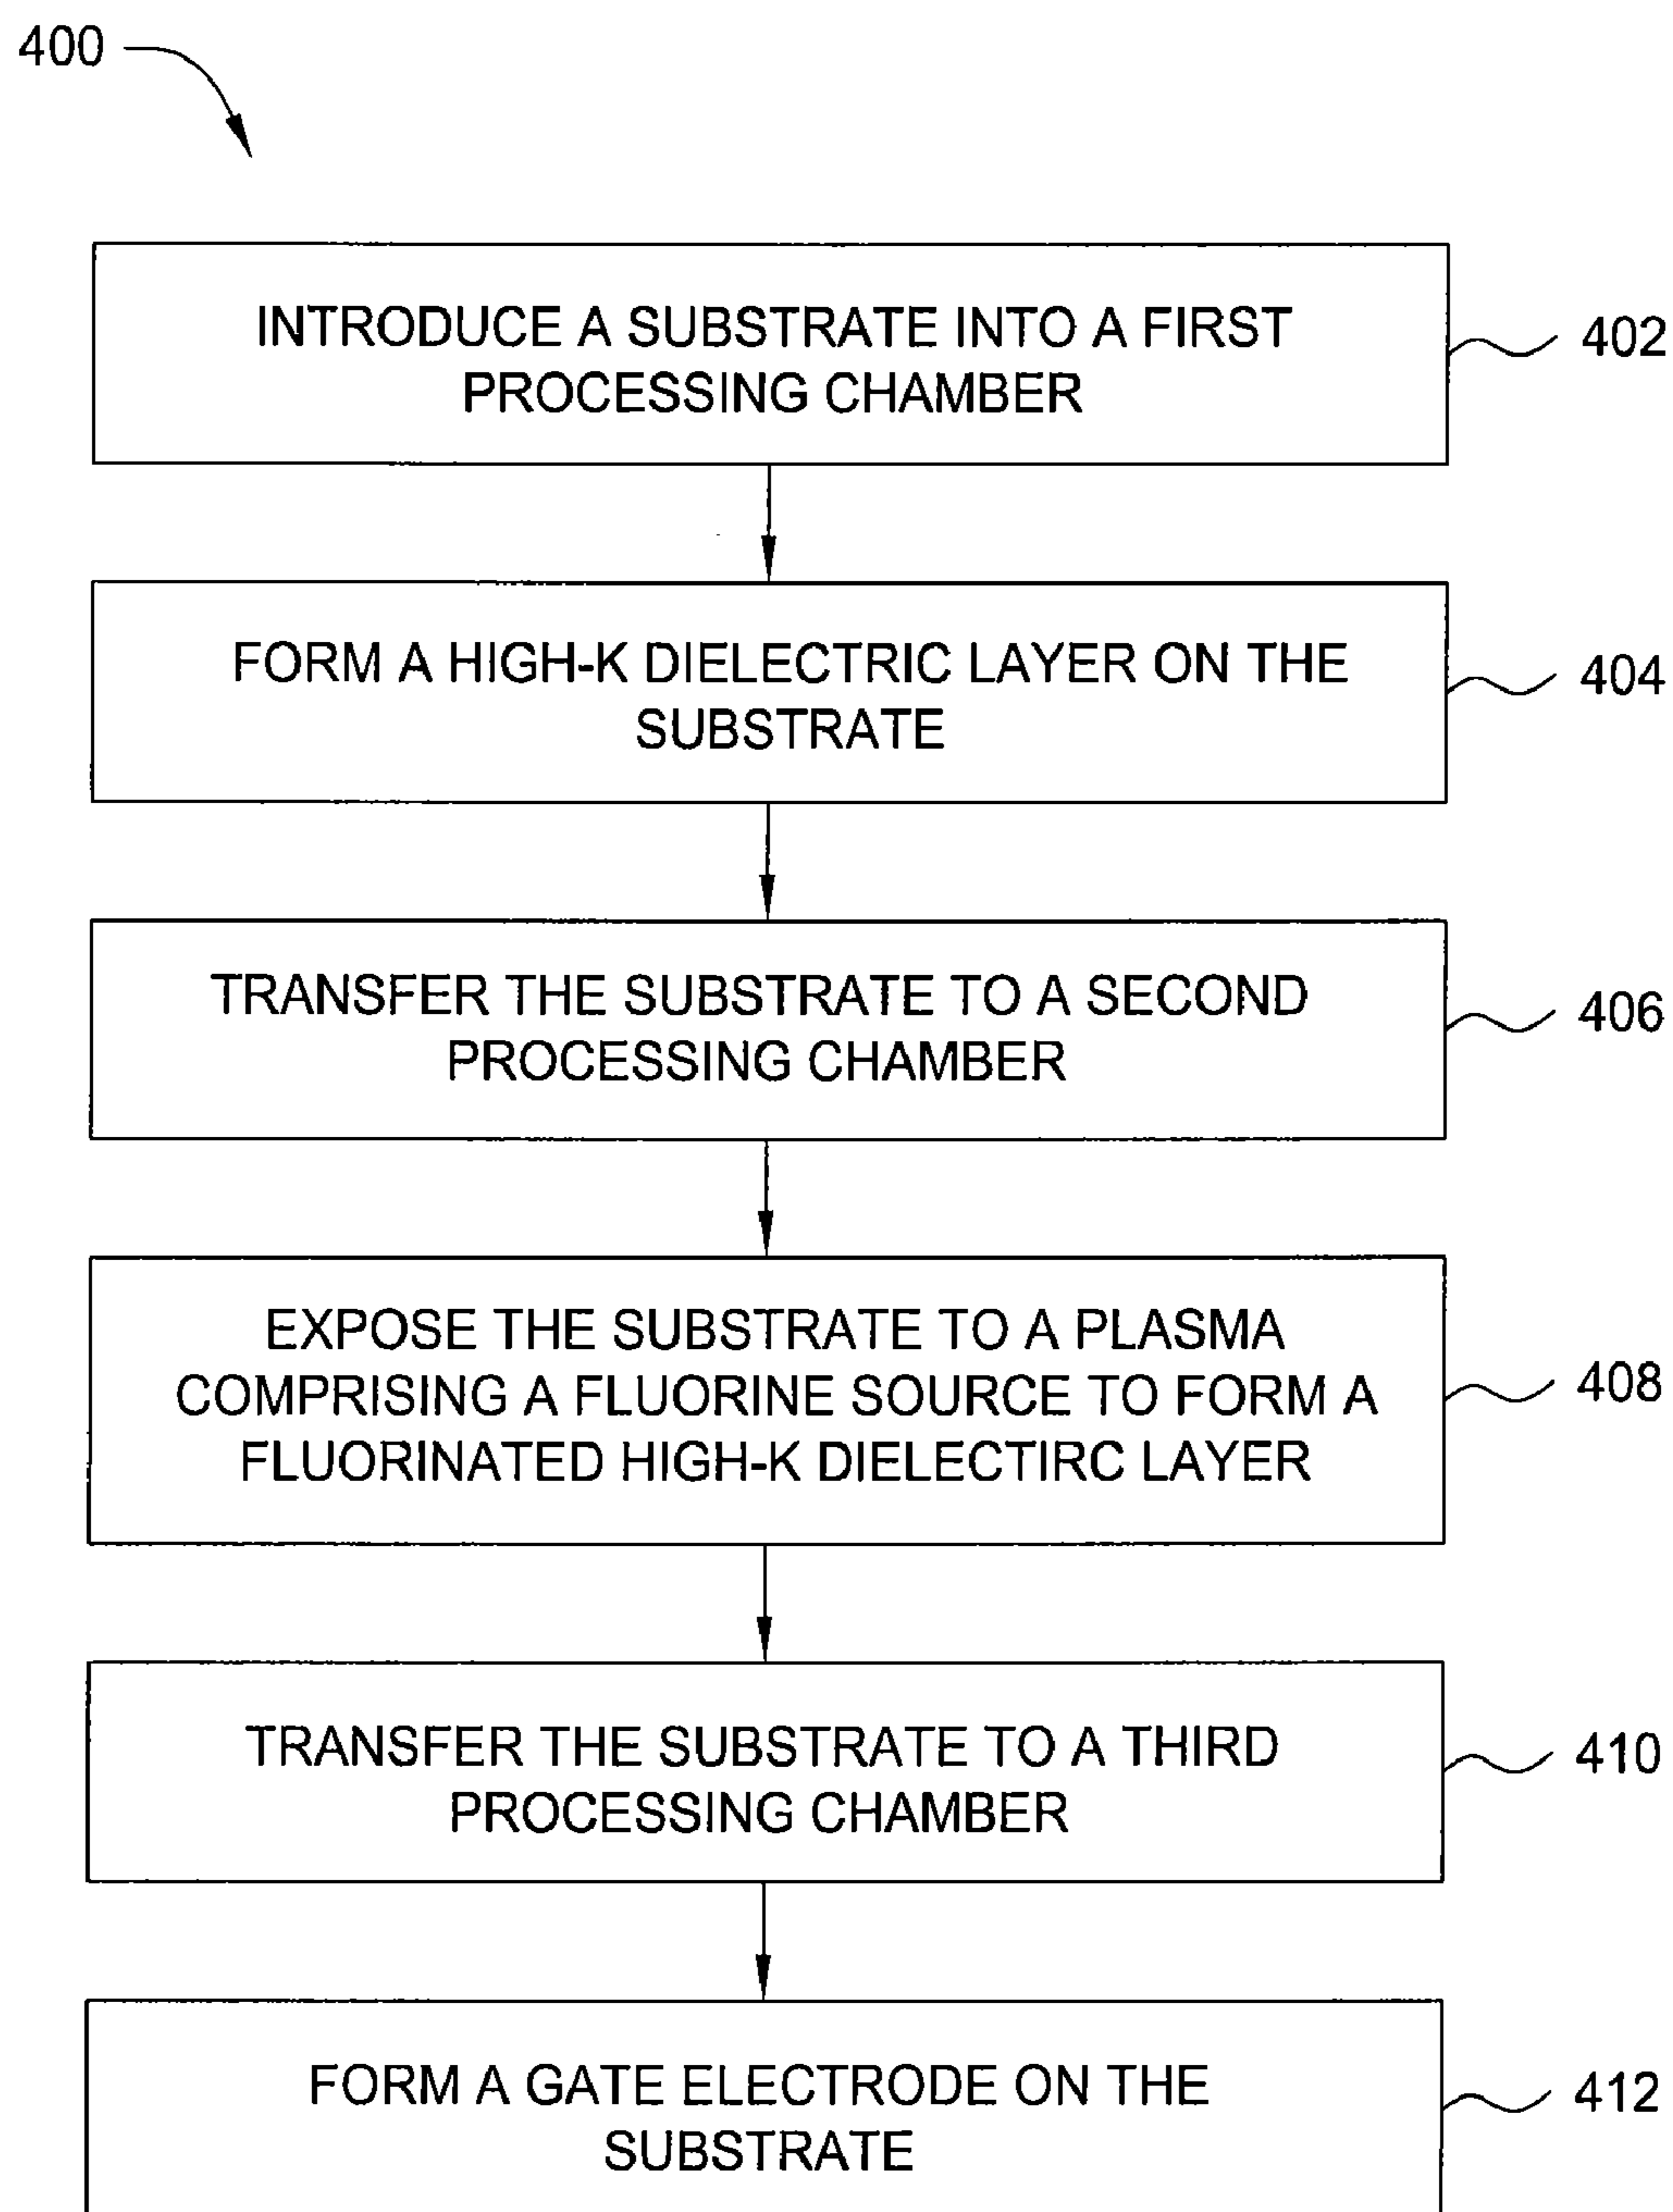 400
INTRODUCE A SUBSTRATE INTO A FIRST
PROCESSING CHAMBER
402
FORM A HIGH-K DIELECTRIC LAYER ON THE
SUBSTRATE
404
TRANSFER THE SUBSTRATE TO A SECOND
PROCESSING CHAMBER
406
EXPOSE THE SUBSTRATE TO A PLASMA
COMPRISING A FLUORINE SOURCE TO FORM A
FLUORINATED HIGH-K DIELECTIRC LAYER
408
TRANSFER THE SUBSTRATE TO A THIRD
PROCESSING CHAMBER
410
FORM A GATE ELECTRODE ON THE
SUBSTRATE
412